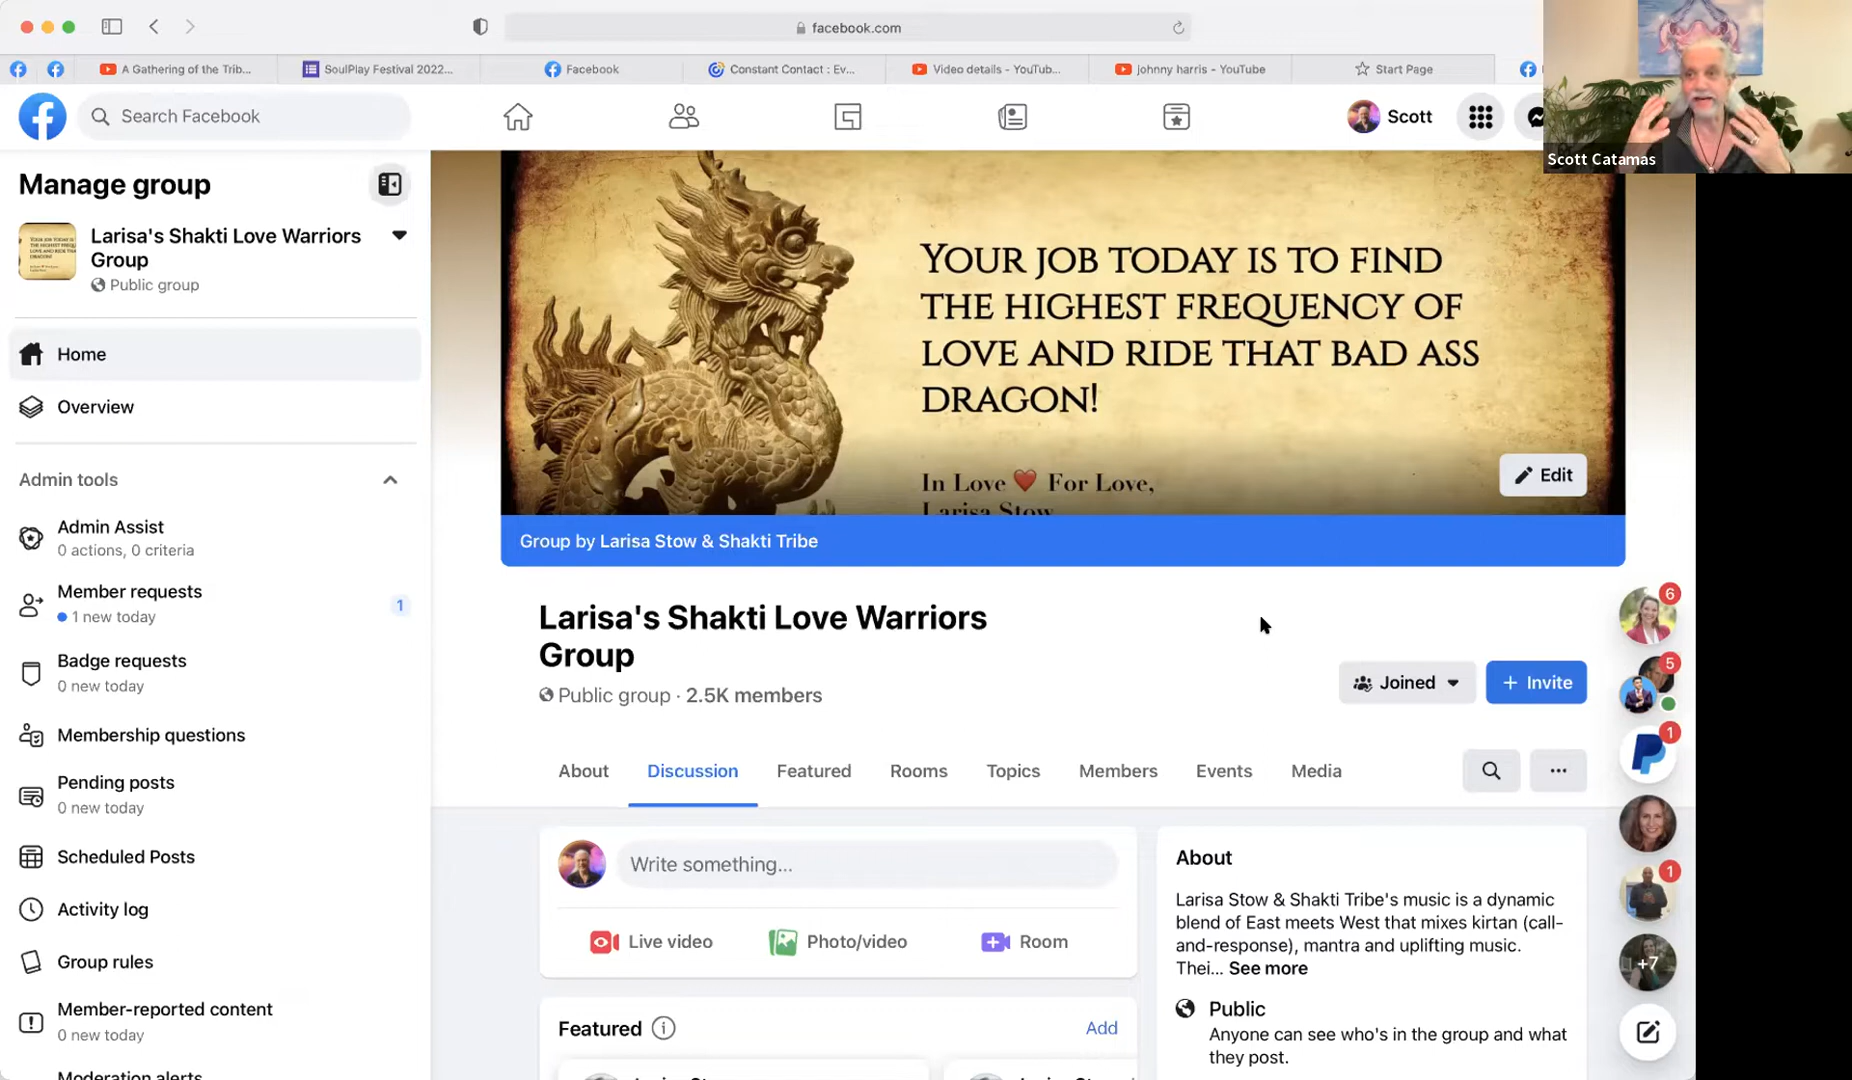 facebook.com
A Gathering of the Trib...
SoulPlay Festival 2022...
Facebook
Constant Contact : Ev...
Video details - YouTub...
johnny harris - YouTube
Start Page
Search Facebook
Scott
Scott Catamas
Manage group
Larisa's Shakti Love Warriors
Group
Public group
Home
Overview
Admin tools
Admin Assist
0 actions, 0 criteria
Member requests
1 new today
1
Badge requests
0 new today
Membership questions
Pending posts
0 new today
Scheduled Posts
Activity log
Group rules
Member-reported content
0 new today
Moderation alerts
YOUR JOB TODAY IS TO FIND
THE HIGHEST FREQUENCY OF
LOVE AND RIDE THAT BAD ASS
DRAGON!
In Love ❤️ For Love,
Larisa Stow
Edit
Group by Larisa Stow & Shakti Tribe
Larisa's Shakti Love Warriors
Group
Public group · 2.5K members
Joined
+ Invite
About
Discussion
Featured
Rooms
Topics
Members
Events
Media
Write something...
Live video
Photo/video
Room
Featured
Add
About
Larisa Stow & Shakti Tribe's music is a dynamic
blend of East meets West that mixes kirtan (call-
and-response), mantra and uplifting music.
Thei... See more
Public
Anyone can see who's in the group and what
they post.
6
5
1
1
+7